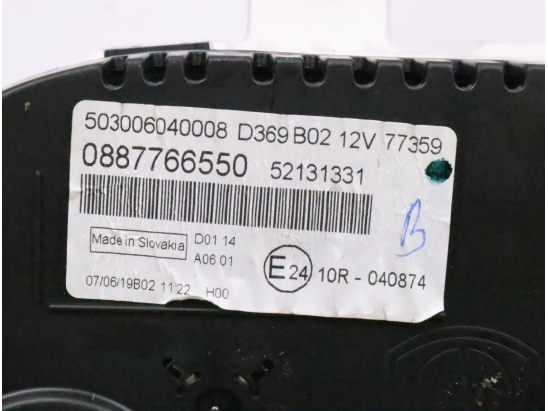 503006040008 D369 B02 12V 77359
0887766550 52131331
Made in Slovakia D01 14
A06 01
E 24 10R - 040874
07/06/19B02 11:22 H00
B